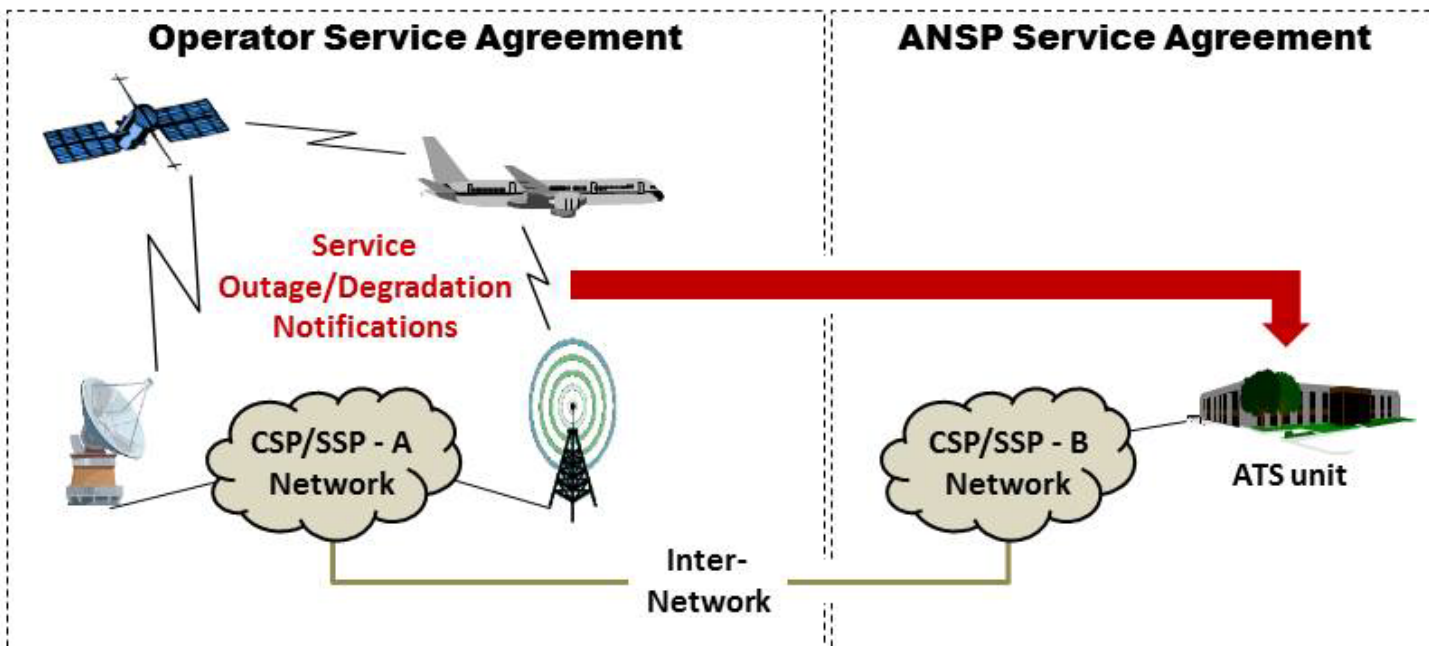 Operator Service Agreement
ANSP Service Agreement
Service
Outage/Degradation
Notifications
CSP/SSP - A
Network
CSP/SSP - B
Network
ATS unit
Inter-
Network